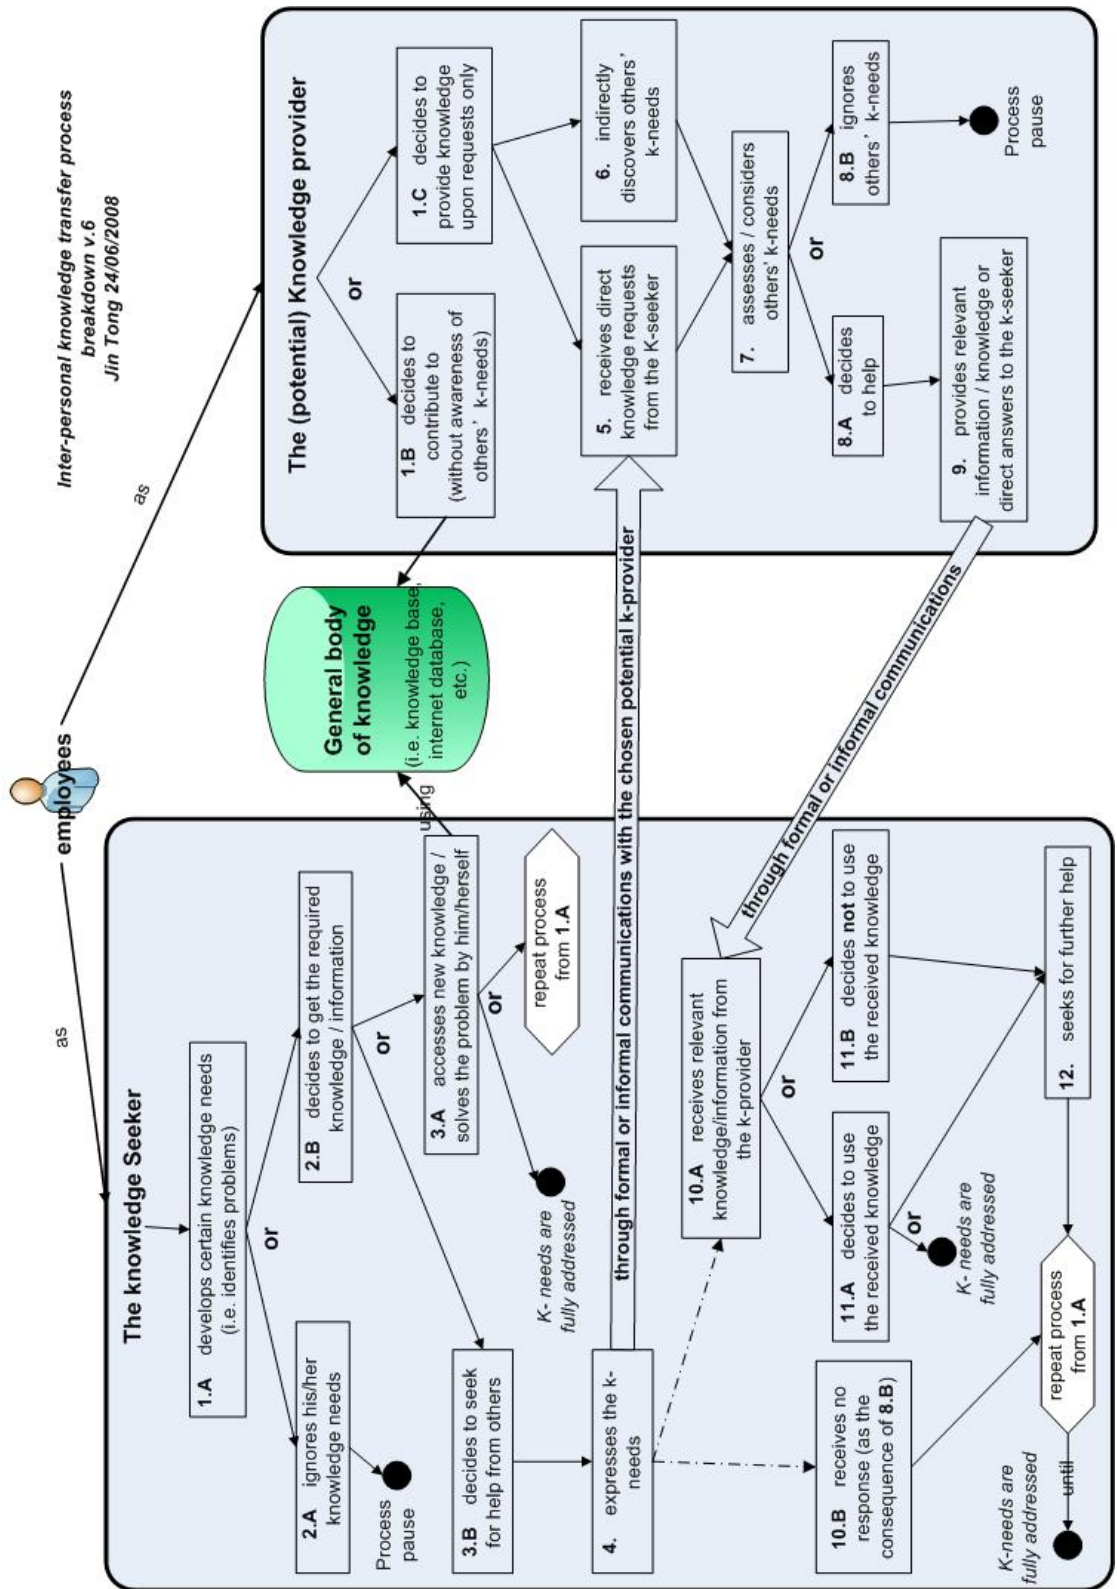 Inter-personal knowledge transfer process
breakdown v.6
Jin Tong 24/06/2008
employees
as
as
The knowledge Seeker
1.A develops certain knowledge needs
(i.e. identifies problems)
or
2.A ignores his/her
knowledge needs
Process
pause
2.B decides to get the required
knowledge / information
or
3.B decides to seek
for help from others
3.A accesses new knowledge /
solves the problem by him/herself
using
or
K- needs are
fully addressed
repeat process
from 1.A
4. expresses the k-
needs
through formal or informal communications with the chosen potential k-provider
10.A receives relevant
knowledge/information from
the k-provider
or
10.B receives no
response (as the
consequence of 8.B)
11.A decides to use
the received knowledge
11.B decides not to use
the received knowledge
or
K- needs are
fully addressed
12. seeks for further help
repeat process
from 1.A
until
K-needs are
fully addressed
General body
of knowledge
(i.e. knowledge base,
internet database,
etc.)
The (potential) Knowledge provider
or
1.B decides to
contribute to
(without awareness of
others' k-needs)
1.C decides to
provide knowledge
upon requests only
5. receives direct
knowledge requests
from the K-seeker
6. indirectly
discovers others'
k-needs
7. assesses / considers
others' k-needs
or
8.A decides
to help
8.B ignores
others' k-needs
Process
pause
9. provides relevant
information / knowledge or
direct answers to the k-seeker
through formal or informal communications